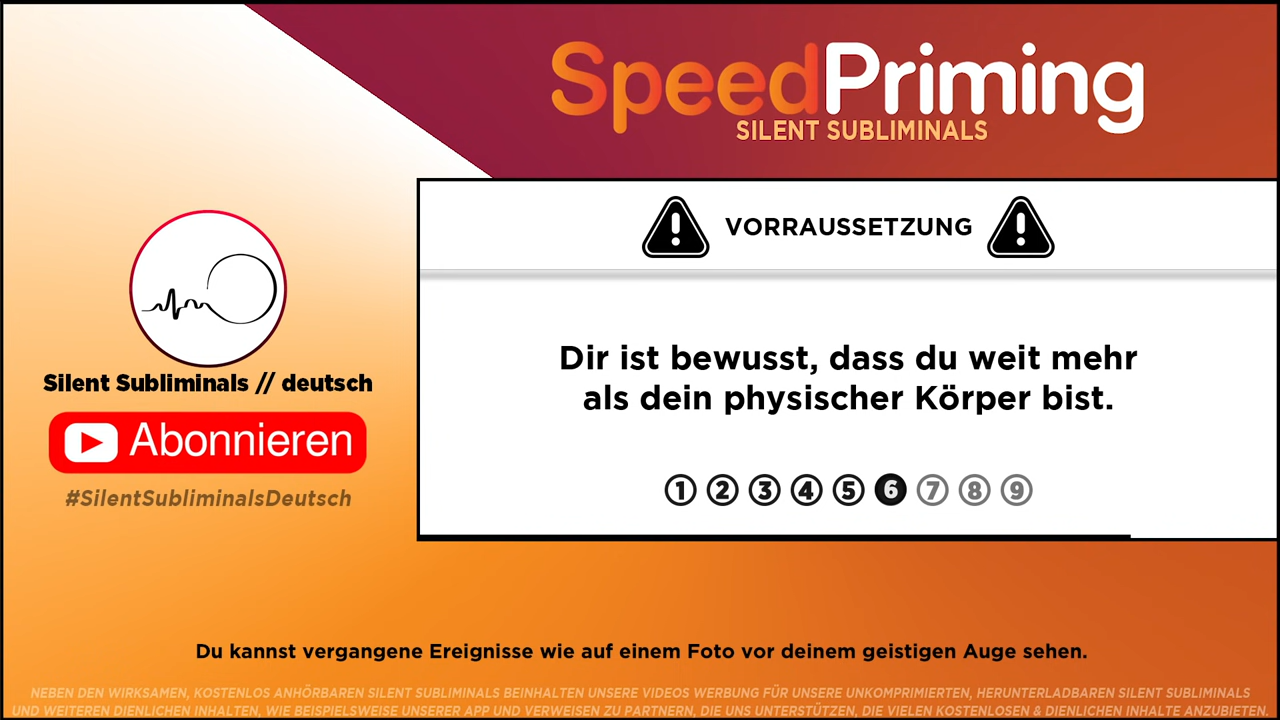 SpeedPriming
SILENT SUBLIMINALS
VORRAUSSETZUNG
Dir ist bewusst, dass du weit mehr
als dein physischer Körper bist.
1 2 3 4 5 6 7 8 9
Silent Subliminals // deutsch
Abonnieren
#SilentSubliminalsDeutsch
Du kannst vergangene Ereignisse wie auf einem Foto vor deinem geistigen Auge sehen.
NEBEN DEN WIRKSAMEN, KOSTENLOS ANHÖRBAREN SILENT SUBLIMINALS BEINHALTEN UNSERE VIDEOS WERBUNG FÜR UNSERE UNKOMPRIMIERTEN, HERUNTERLADBAREN SILENT SUBLIMINALS
UND WEITEREN DIENLICHEN INHALTEN, WIE BEISPIELSWEISE UNSERER APP UND VERWEISEN ZU PARTNERN, DIE UNS UNTERSTÜTZEN, DIE VIELEN KOSTENLOSEN & DIENLICHEN INHALTE ANZUBIETEN.